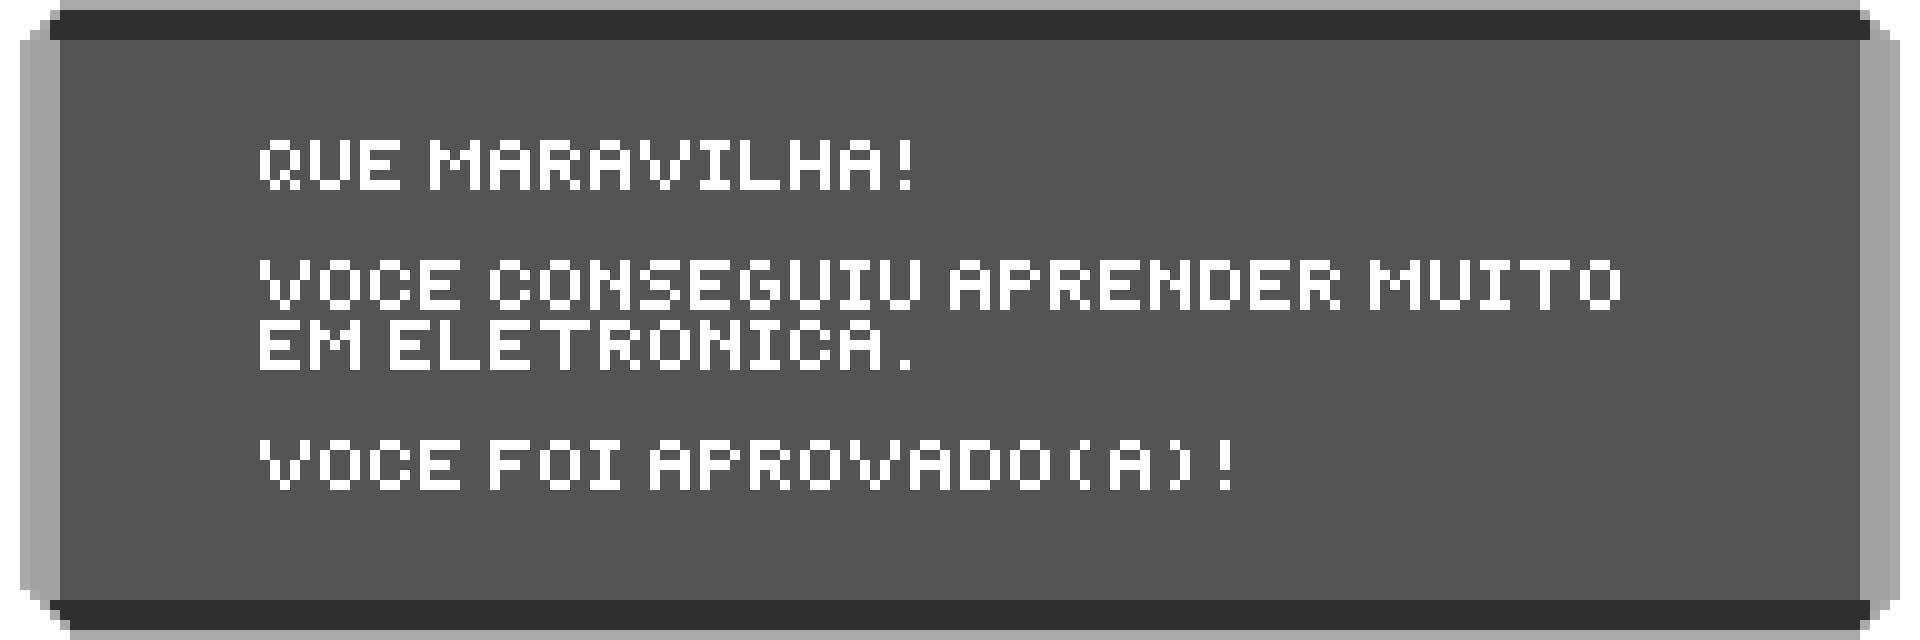 QUE MARAVILHA!
VOCE CONSEGUIU APRENDER MUITO
EM ELETRONICA.
VOCE FOI APROVADO(A)!